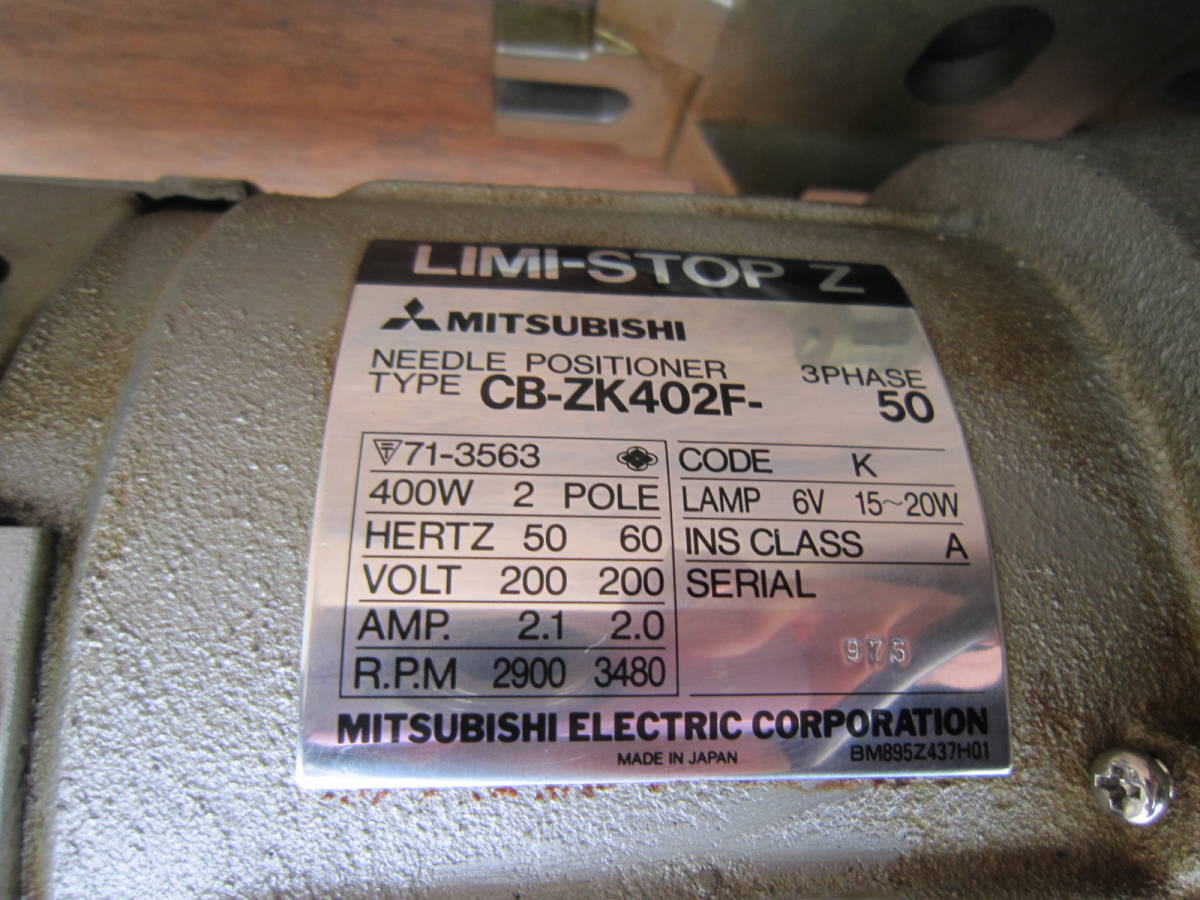 LIMI-STOP Z
MITSUBISHI
NEEDLE POSITIONER 3PHASE
TYPE CB-ZK402F- 50
71-3563
400W 2 POLE
HERTZ 50 60
VOLT 200 200
AMP. 2.1 2.0
R.P.M 2900 3480
CODE K
LAMP 6V 15~20W
INS CLASS A
SERIAL
975
MITSUBISHI ELECTRIC CORPORATION
MADE IN JAPAN BM895Z437H01